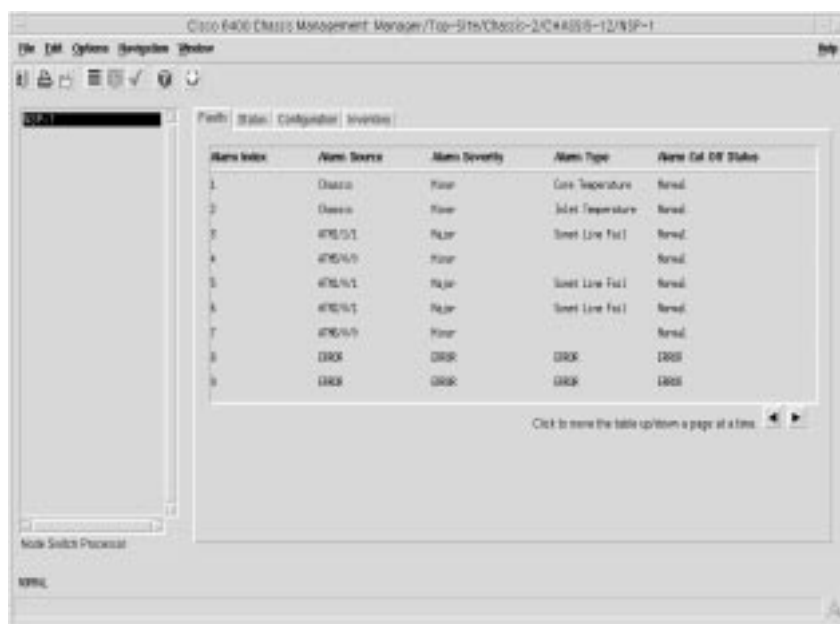 Cisco 6400 Chassis Management: Manager/Top-Site/Chassis-2/CHASSIS-12/NSP-1
File Edit Options Navigation Window Help
NSP-1
Faults Status Configuration Inventory
Alarm Index Alarm Source Alarm Severity Alarm Type Alarm Cut Off Status
1 Chassis Minor Core Temperature Normal
2 Chassis Minor Inlet Temperature Normal
3 Major Sonet Line Fail Normal
4 Minor Normal
5 Major Sonet Line Fail Normal
6 Major Sonet Line Fail Normal
7 Minor Normal
8 ERROR ERROR ERROR ERROR
9 ERROR ERROR ERROR ERROR
Click to move the table up/down a page at a time.
Node Switch Processor
NORMAL